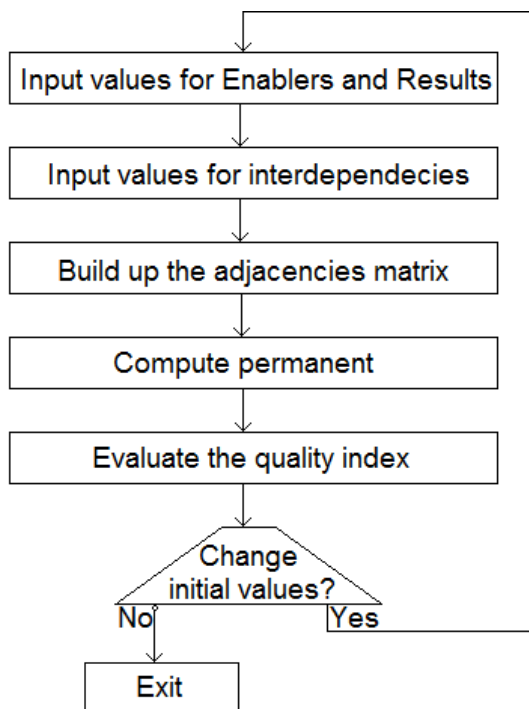 Input values for Enablers and Results
Input values for interdependecies
Build up the adjacencies matrix
Compute permanent
Evaluate the quality index
Change
initial values?
No
Yes
Exit